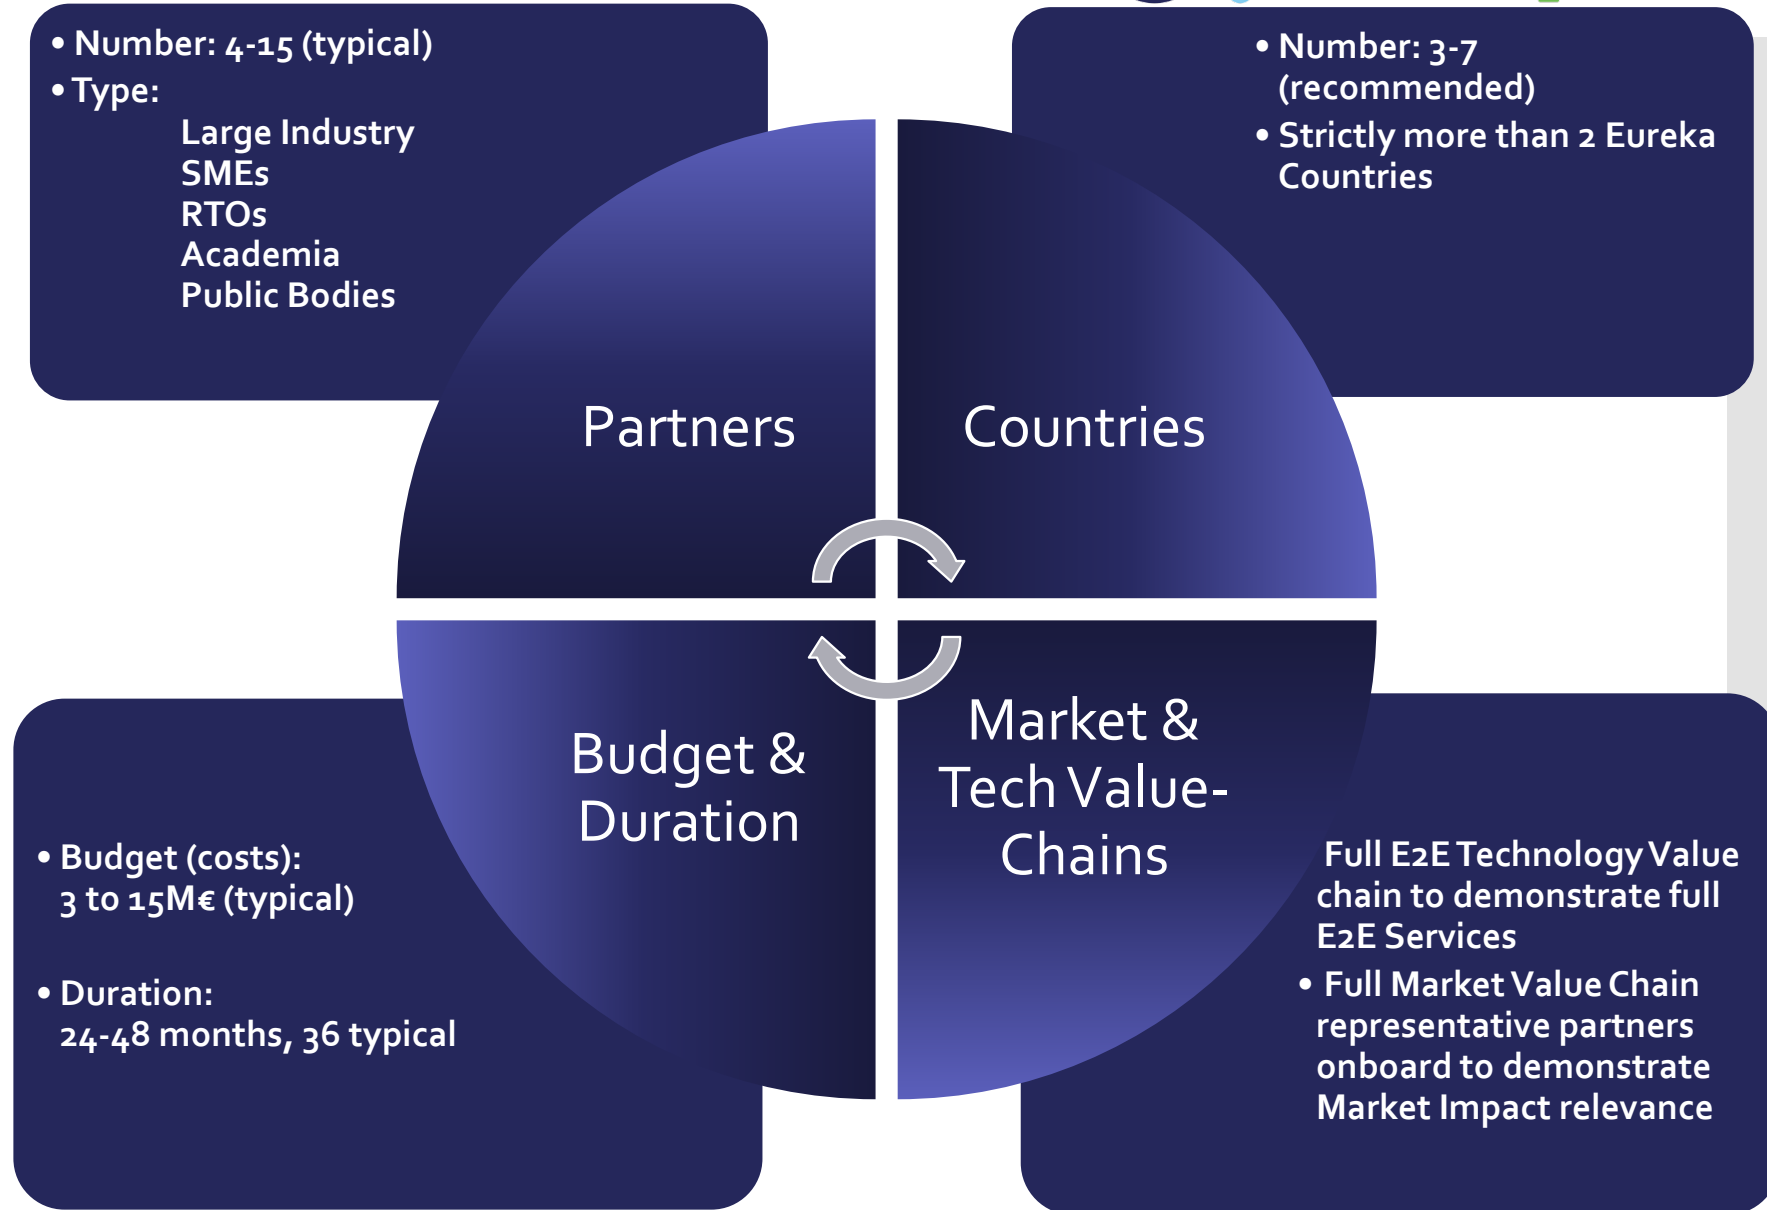 • Number: 4-15 (typical)
• Type:
Large Industry
SMEs
RTOs
Academia
Public Bodies
• Number: 3-7
(recommended)
• Strictly more than 2 Eureka
Countries
Partners
Countries
Budget &
Duration
Market &
Tech Value-
Chains
• Budget (costs):
3 to 15M€ (typical)
• Duration:
24-48 months, 36 typical
Full E2E Technology Value
chain to demonstrate full
E2E Services
• Full Market Value Chain
representative partners
onboard to demonstrate
Market Impact relevance